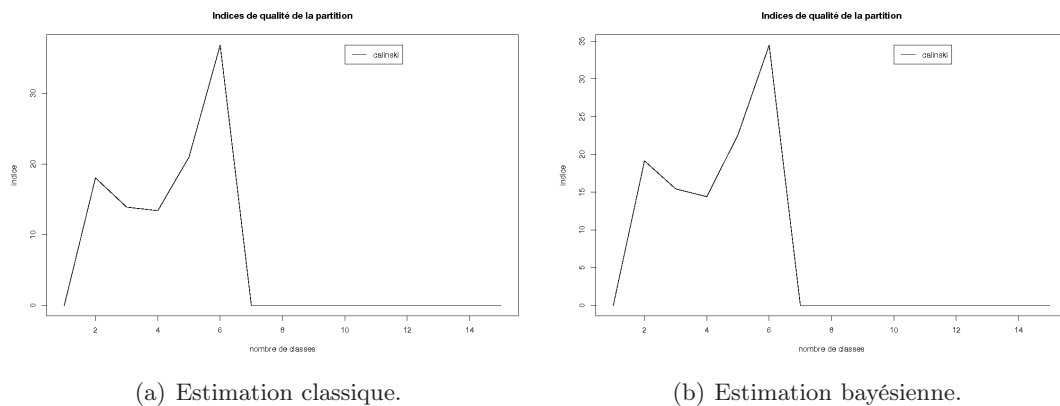 Indices de qualité de la partition
calinski
indice
0
10
20
30
2
4
6
8
10
12
14
nombre de classes
(a) Estimation classique.
Indices de qualité de la partition
calinski
indice
0
5
10
15
20
25
30
35
2
4
6
8
10
12
14
nombre de classes
(b) Estimation bayésienne.